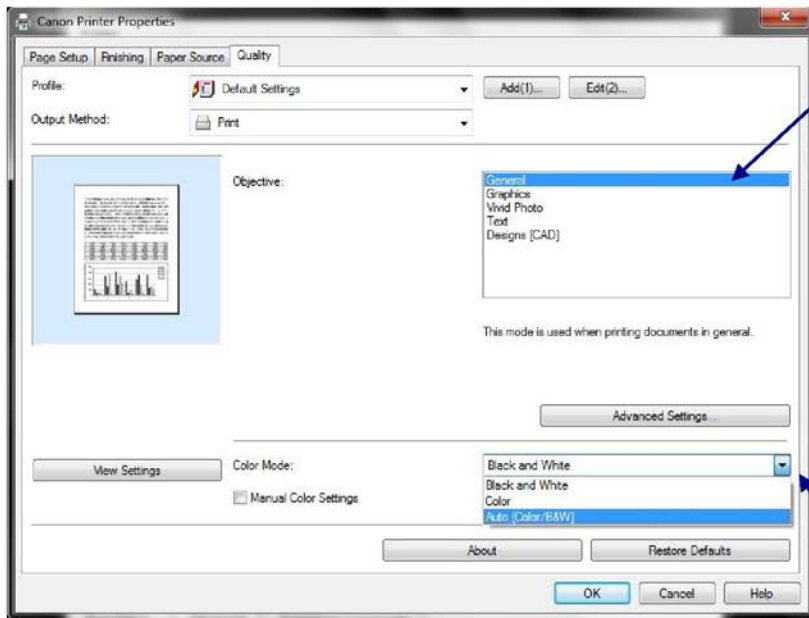 Canon Printer Properties
Page Setup Finishing Paper Source Quality
Profile: Default Settings Add(1)... Edit(2)...
Output Method: Print
Objective: General
Graphics
Vivid Photo
Text
Designs [CAD]
This mode is used when printing documents in general.
Advanced Settings...
View Settings Color Mode: Black and White
Black and White
Manual Color Settings Color
Auto [Color/B&W]
About Restore Defaults
OK Cancel Help